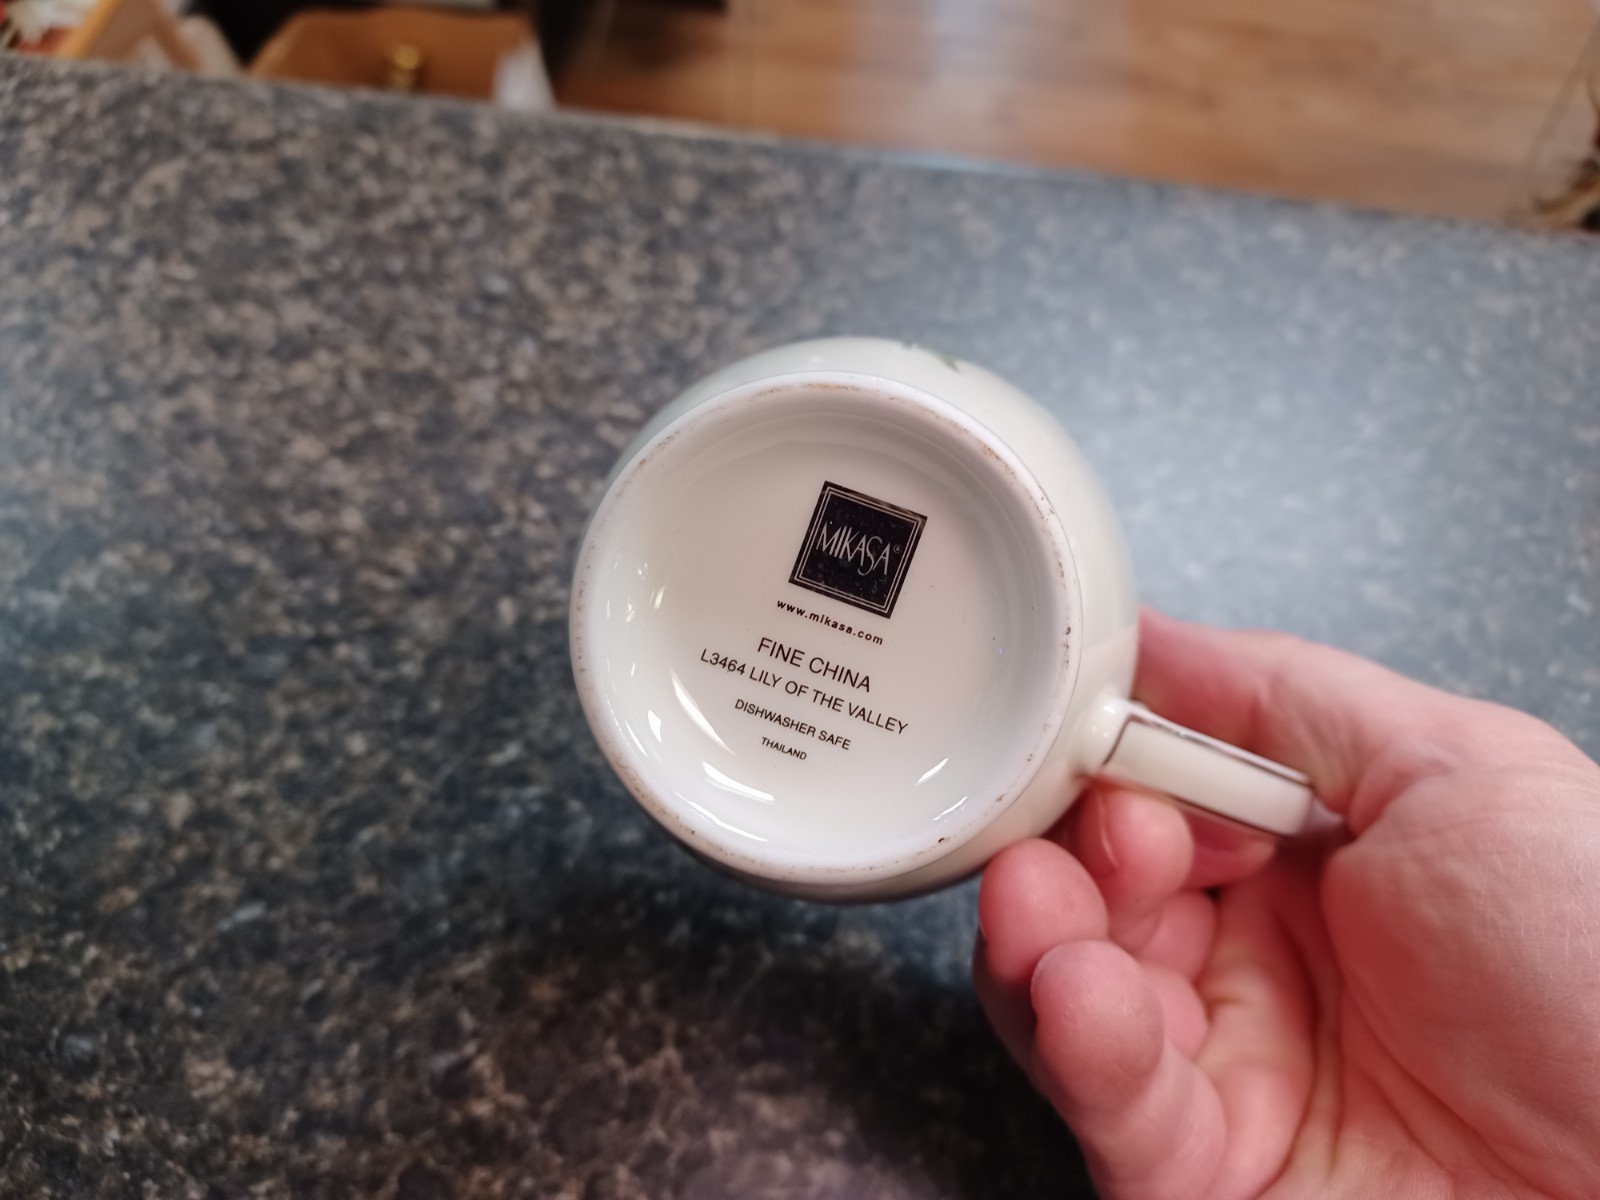 MIKASA®
www.mikasa.com
FINE CHINA
L3464 LILY OF THE VALLEY
DISHWASHER SAFE
THAILAND